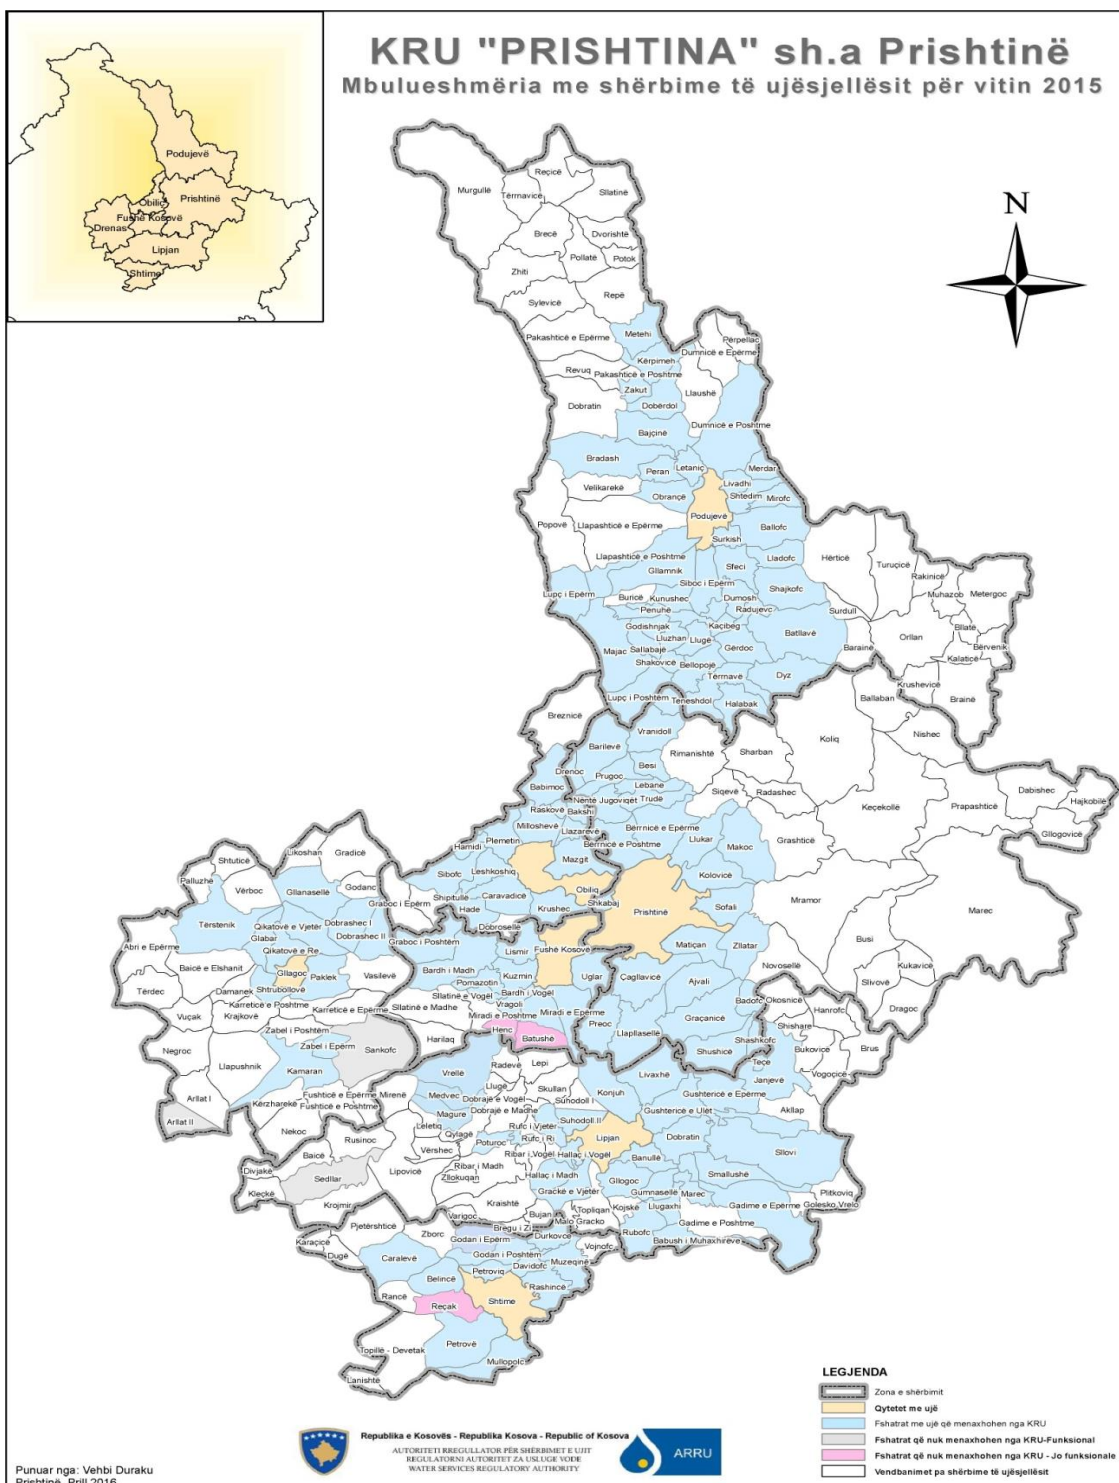 KRU "PRISHTINA" sh.a Prishtinë
Mbulueshmëria me shërbime të ujësjellësit për vitin 2015
Podujevë
Obiliq
Prishtinë
Fushë Kosovë
Drenas
Lipjan
Shtime
N
Murgullë
Reçicë
Tërrnavicë
Sllatinë
Brecë
Dvorishtë
Pollatë
Potok
Zhiti
Sylevicë
Repë
Pakashticë e Epërme
Metehi
Përpellac
Dumnicë e Epërme
Kërpimeh
Revuq
Pakashticë e Poshtme
Zakut
Llaushë
Dobratin
Dobërdol
Dumnicë e Poshtme
Bajçinë
Bradash
Letaniç
Peran
Merdar
Velikarekë
Livadhi
Obrançë
Shtedim
Mirofc
Podujevë
Popovë
Llapashticë e Epërme
Ballofc
Surkish
Llapashticë e Poshtme
Lladofc
Hërticë
Turuçicë
Gllamnik
Sfeci
Rakinicë
Siboc i Epërm
Shajkofc
Muhazob
Metergoc
Lupç i Epërm
Buricë
Kunushec
Dumosh
Penuhë
Radujevc
Surdull
Godishnjak
Kaçibeg
Bllatë
Lluzhan
Llugë
Batllavë
Orllan
Majac
Sallabajë
Gërdoc
Barainë
Bërvenik
Shakovicë
Bellopojë
Kalaticë
Tërrnavë
Dyz
Krushevicë
Lupç i Poshtëm
Teneshdol
Halabak
Ballaban
Brainë
Breznicë
Vranidoll
Koliq
Nishec
Barilevë
Rimanishtë
Sharban
Drenoc
Besi
Babimoc
Prugoc
Lebane
Siqevë
Radashec
Dabishec
Raskovë
Nëntë Jugoviqët
Trudë
Keçekollë
Prapashticë
Hajkobilë
Bakshi
Milloshevë
Llazarevë
Bërrnicë e Epërme
Gllogovicë
Plemetin
Llukar
Grashticë
Hamidi
Bërrnicë e Poshtme
Makoc
Likoshan
Gradicë
Mazgit
Shtuticë
Sibofc
Leshkoshiq
Kolovicë
Palluzhë
Gllanasellë
Godanc
Obiliq
Vërboc
Shipitullë
Caravadicë
Shkabaj
Mramor
Graboc i Epërm
Hade
Krushec
Prishtinë
Sofali
Marec
Tërstenik
Qikatovë e Vjetër
Dobrashec I
Dobroselle
Glabar
Dobrashec II
Graboc i Poshtëm
Fushë Kosovë
Matiçan
Zllatar
Busi
Abri e Epërme
Qikatovë e Re
Lismir
Baicë e Elshanit
Gllagoc
Paklek
Vasilevë
Bardh i Madh
Kuzmin
Uglar
Çagllavicë
Novosellë
Kukavicë
Tërdec
Damanek
Shtrubollovë
Pomazotin
Bardh i Vogël
Ajvali
Slivovë
Karreticë e Poshtme
Sllatinë e Vogël
Badofc
Okosnicë
Vuçak
Krajkovë
Karreticë e Epërme
Sllatinë e Madhe
Vragoli
Miradi e Epërme
Preoc
Graçanicë
Hanrofc
Dragoc
Zabel i Poshtëm
Miradi e Poshtme
Shishare
Negroc
Zabel i Epërm
Sankofc
Harilaq
Henc
Batushë
Llapllasellë
Shashkofc
Bukovicë
Brus
Llapushnik
Kamaran
Vrellë
Radevë
Lepi
Shushicë
Teçe
Vogoçicë
Arllat I
Fushticë e Epërme
Mirenë
Medvec
Llugë
Skullan
Livaxhë
Janjevë
Kërzharekë
Fushticë e Poshtme
Dobrajë e Vogël
Konjuh
Gushtericë e Epërme
Arllat II
Magure
Dobrajë e Madhe
Suhodoll I
Gushtericë e Ulët
Akllap
Nekoc
Leletiq
Rufc i Vjetër
Suhodoll II
Rusinoc
Qylagë
Rufc i Ri
Lipjan
Dobratin
Poturoc
Baicë
Vërshec
Ribar i Vogël
Hallaç i Vogël
Banullë
Sllovi
Divjakë
Lipovicë
Ribar i Madh
Zllokuqan
Hallaç i Madh
Smallushë
Sedllar
Gllogoc
Kleçkë
Gracke e Vjetër
Gumnasellë
Marec
Plitkoviq
Krojmir
Kraishtë
Kojskë
Llugaxhi
Gadime e Epërme
Golesko Vrelo
Pjetërshticë
Varigoc
Bujan
Topliqan
Malo Gracko
Gadime e Poshtme
Karaçicë
Zborc
Bregu i Zi
Durkovce
Rubofc
Babush i Muhaxhirëve
Dugë
Godan i Epërm
Vojnofc
Caralevë
Godan i Poshtëm
Muzeqinë
Petroviq
Davidofc
Belincë
Rashincë
Rancë
Reçak
Shtime
Topillë - Devetak
Petrovë
Mullopolc
Lanishtë
LEGJENDA
Zona e shërbimit
Qytetet me ujë
Fshatrat me ujë që menaxhohen nga KRU
Fshatrat që nuk menaxhohen nga KRU-Funksional
Fshatrat që nuk menaxhohen nga KRU - Jo funksionale
Vendbanimet pa shërbime të ujësjellësit
Republika e Kosovës - Republika Kosova - Republic of Kosova
AUTORITETI RREGULLATOR PËR SHËRBIMET E UJIT
REGULATORNI AUTORITET ZA USLUGE VODE
WATER SERVICES REGULATORY AUTHORITY
ARRU
Punuar nga: Vehbi Duraku
Prishtinë, Prill 2016